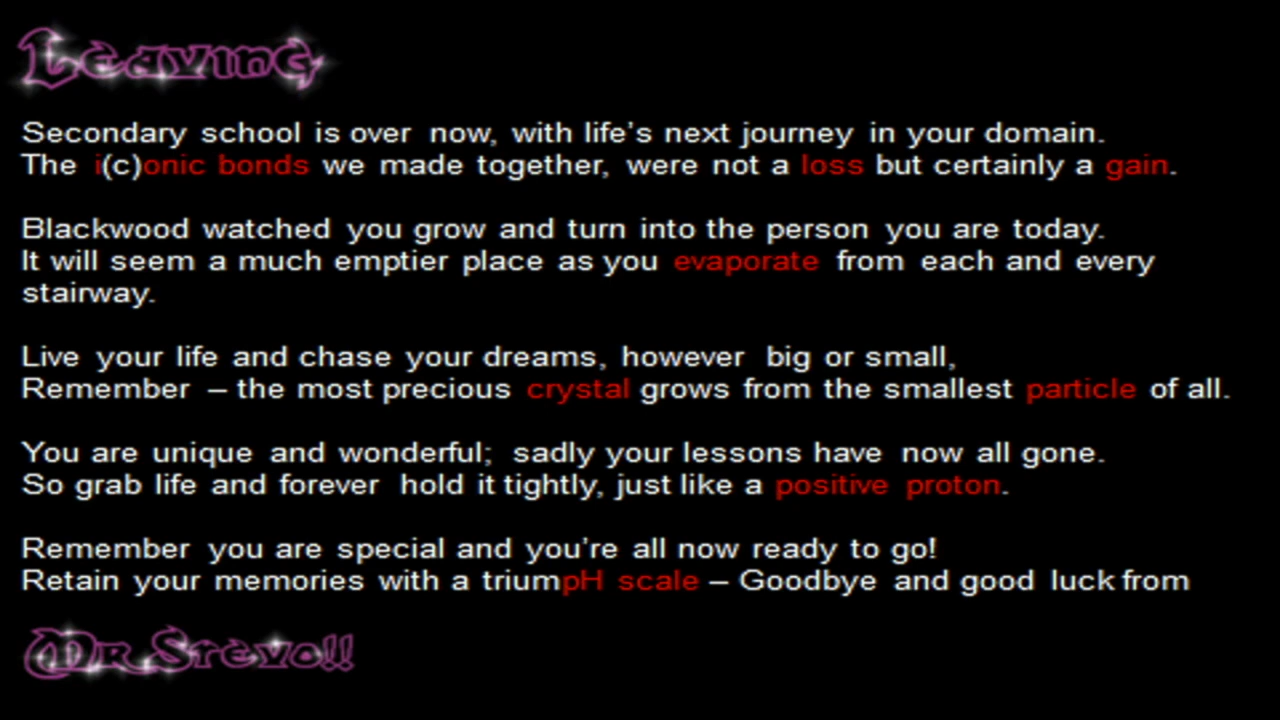 Leaving
Secondary school is over now, with life's next journey in your domain.
The i(c)onic bonds we made together, were not a loss but certainly a gain.
Blackwood watched you grow and turn into the person you are today.
It will seem a much emptier place as you evaporate from each and every
stairway.
Live your life and chase your dreams, however big or small,
Remember – the most precious crystal grows from the smallest particle of all.
You are unique and wonderful; sadly your lessons have now all gone.
So grab life and forever hold it tightly, just like a positive proton.
Remember you are special and you're all now ready to go!
Retain your memories with a triumpH scale – Goodbye and good luck from
Mr Stevo!!